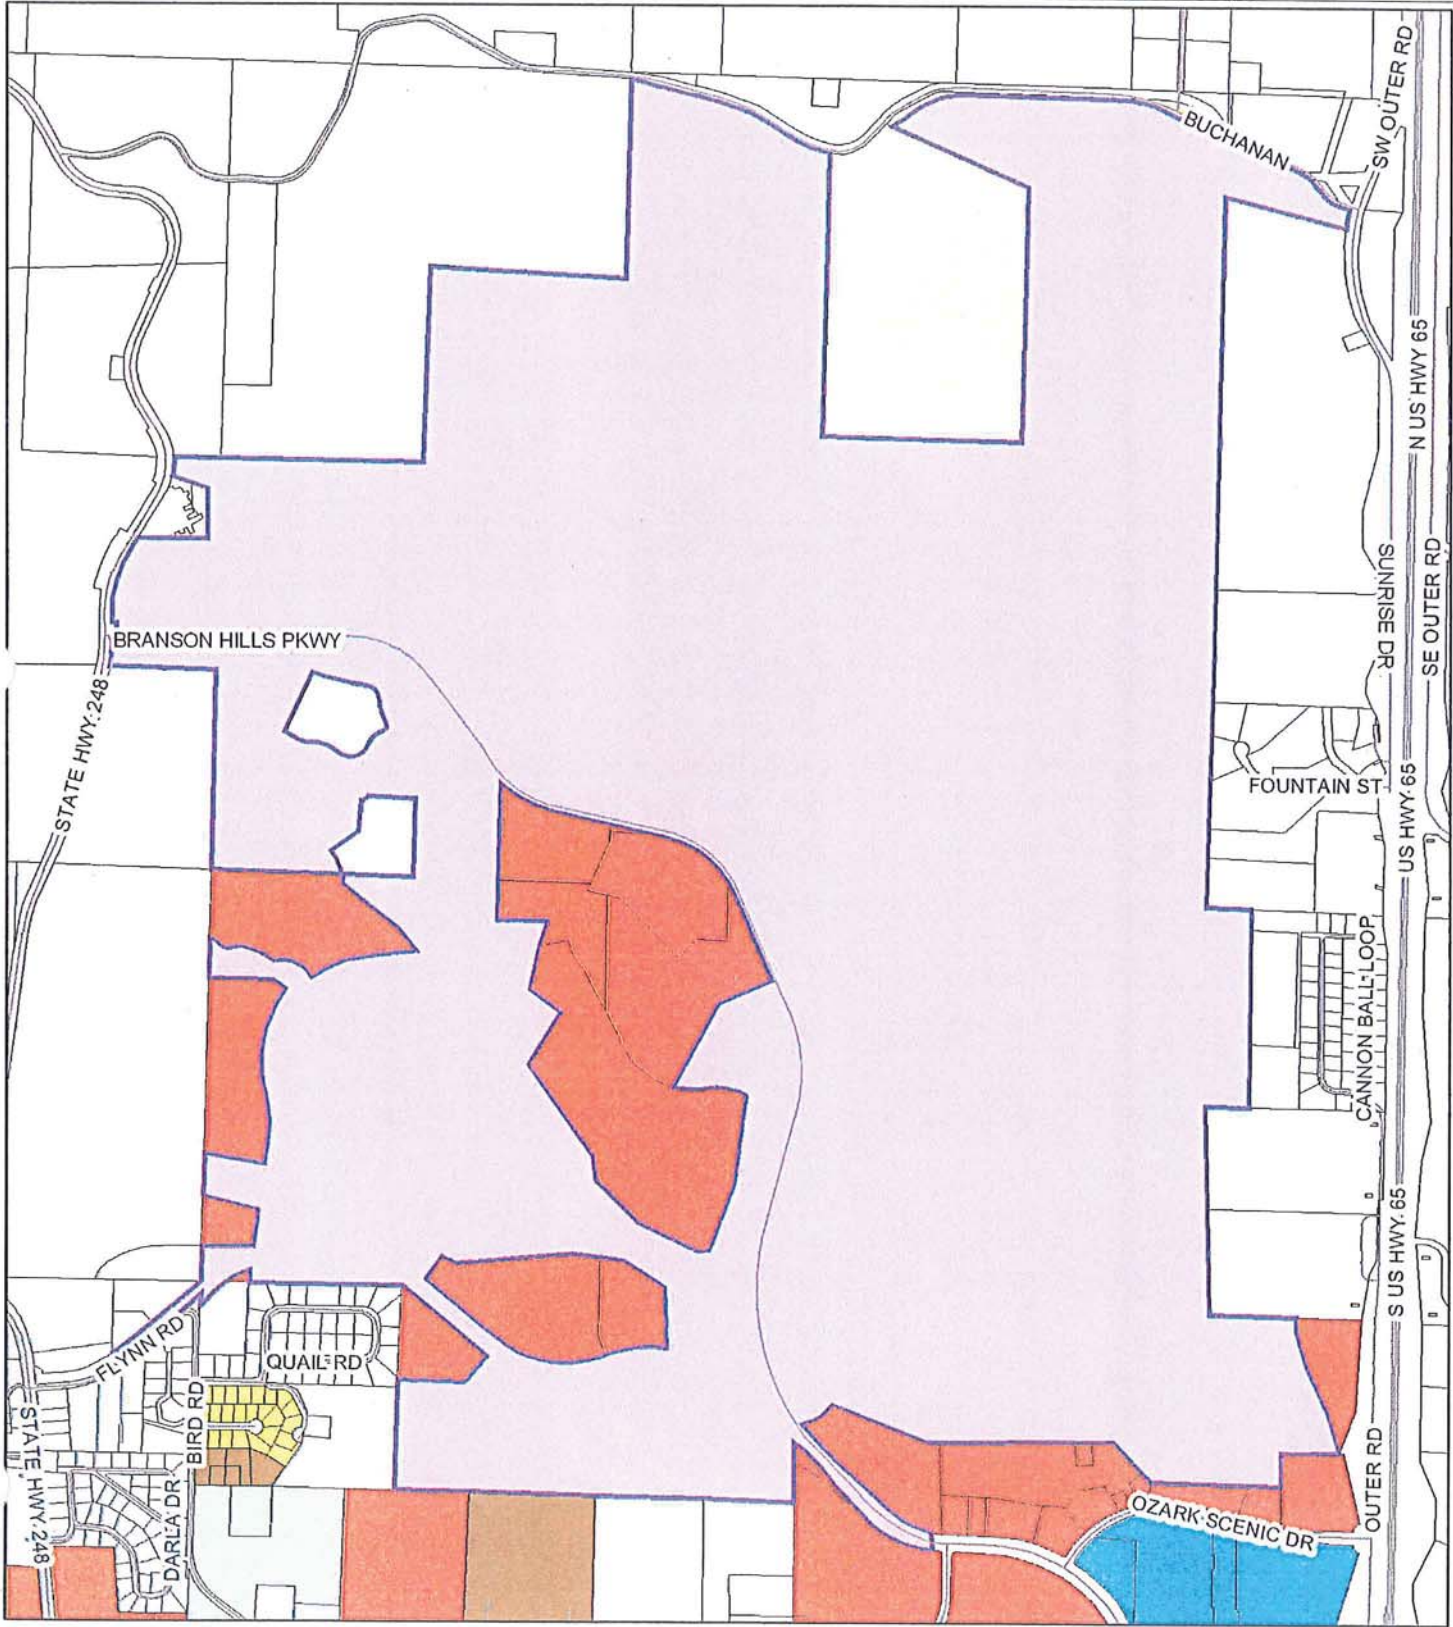 SW OUTER RD
BUCHANAN
N US HWY 65
SUNRISE DR
SE OUTER RD
BRANSON HILLS PKWY
STATE HWY 248
FOUNTAIN ST
US HWY 65
CANNON BALL LOOP
S US HWY 65
FLYNN RD
QUAIL RD
BIRD RD
STATE HWY 248
DARLA DR
OUTER RD
OZARK SCENIC DR